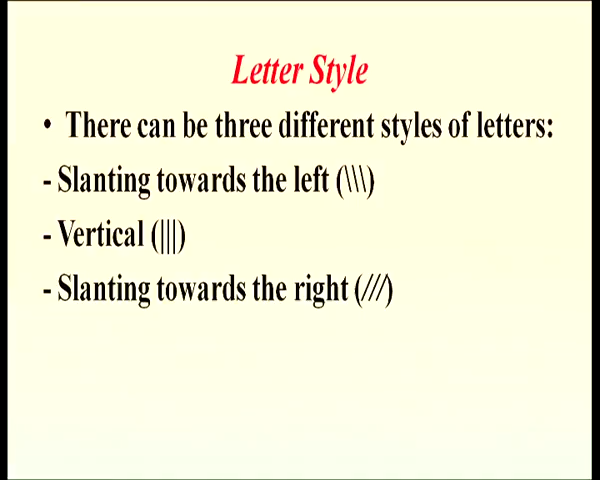 Letter Style
• There can be three different styles of letters:
- Slanting towards the left (\\\)
- Vertical (|||)
- Slanting towards the right (///)